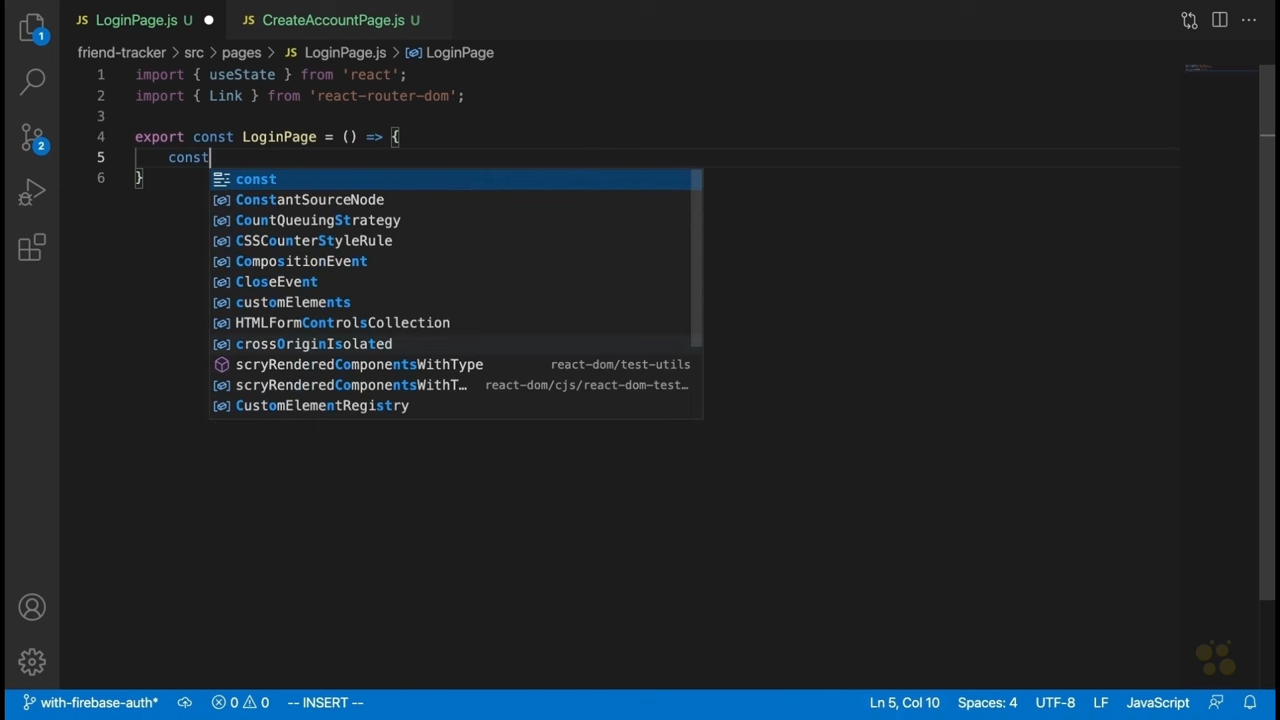 JS LoginPage.js U
JS CreateAccountPage.js U
friend-tracker > src > pages > JS LoginPage.js > LoginPage
1 import { useState } from 'react';
2 import { Link } from 'react-router-dom';
3
4 export const LoginPage = () => {
5 const
6 }
const
ConstantSourceNode
CountQueuingStrategy
CSSCounterStyleRule
CompositionEvent
CloseEvent
customElements
HTMLFormControlsCollection
crossOriginIsolated
scryRenderedComponentsWithType react-dom/test-utils
scryRenderedComponentsWithT… react-dom/cjs/react-dom-test…
CustomElementRegistry
1
2
with-firebase-auth* 0 0 -- INSERT -- Ln 5, Col 10 Spaces: 4 UTF-8 LF JavaScript